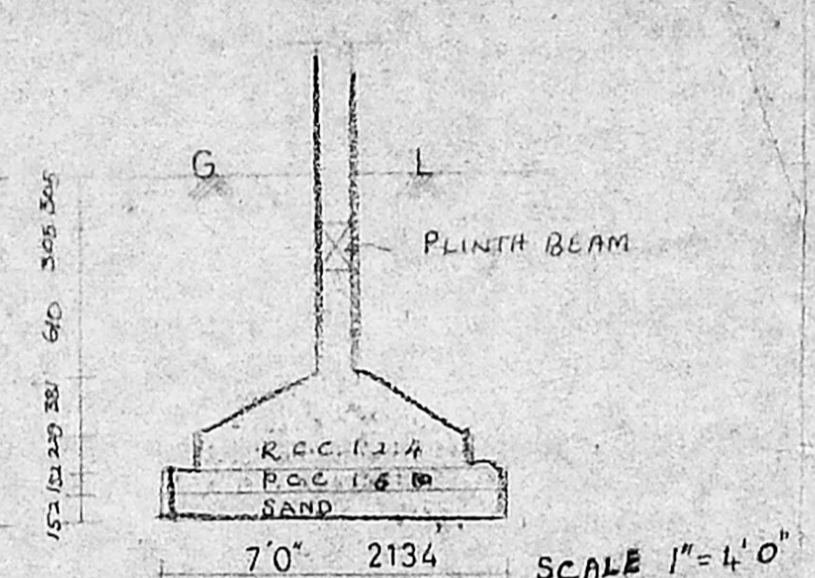 G L
PLINTH BEAM
305
305
610
381
229
152
152
R.C.C. 1:2:4
P.C.C 1:5:10
SAND
7'0" 2134
SCALE 1"= 4' 0"